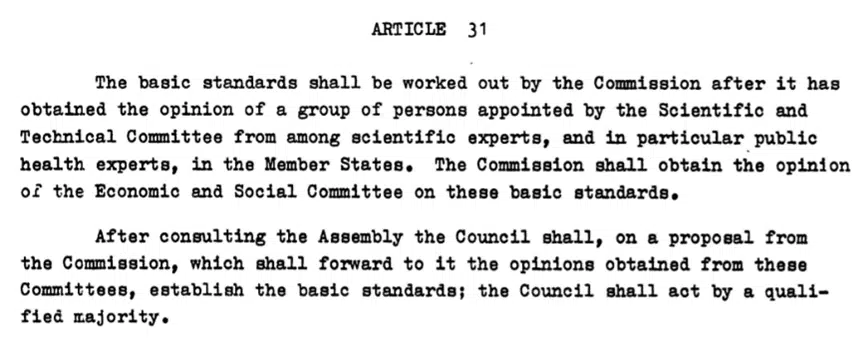 ARTICLE 31
The basic standards shall be worked out by the Commission after it has
obtained the opinion of a group of persons appointed by the Scientific and
Technical Committee from among scientific experts, and in particular public
health experts, in the Member States. The Commission shall obtain the opinion
of the Economic and Social Committee on these basic standards.
After consulting the Assembly the Council shall, on a proposal from
the Commission, which shall forward to it the opinions obtained from these
Committees, establish the basic standards; the Council shall act by a quali-
fied majority.